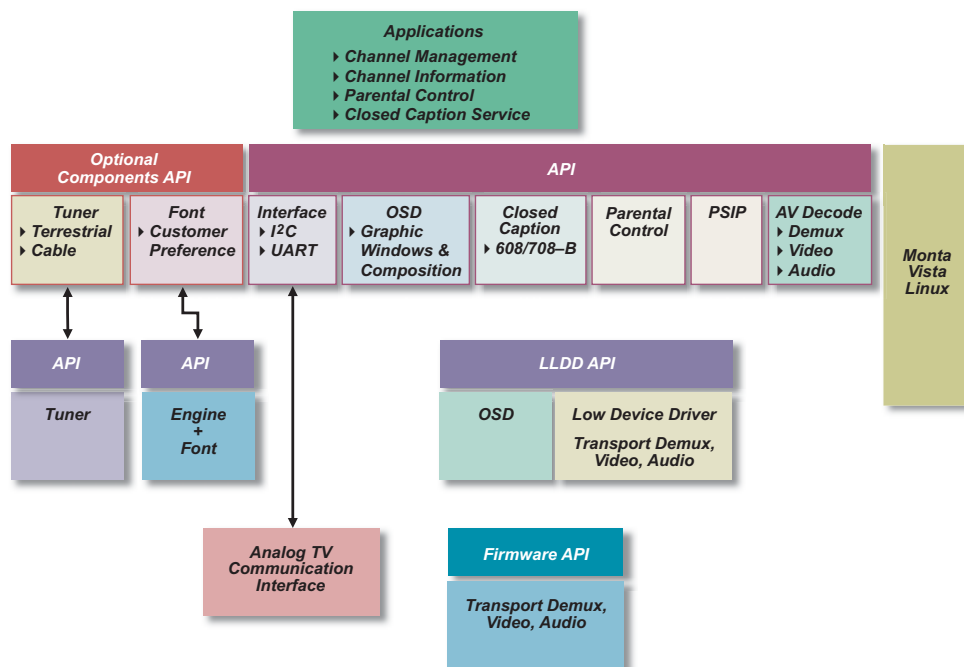 Applications
Channel Management
Channel Information
Parental Control
Closed Caption Service
Optional
Components API
API
Tuner
Terrestrial
Cable
Font
Customer
Preference
Interface
I²C
UART
OSD
Graphic
Windows &
Composition
Closed
Caption
608/708–B
Parental
Control
PSIP
AV Decode
Demux
Video
Audio
Monta
Vista
Linux
API
Tuner
API
Engine
+
Font
LLDD API
OSD
Low Device Driver
Transport Demux,
Video, Audio
Analog TV
Communication
Interface
Firmware API
Transport Demux,
Video, Audio